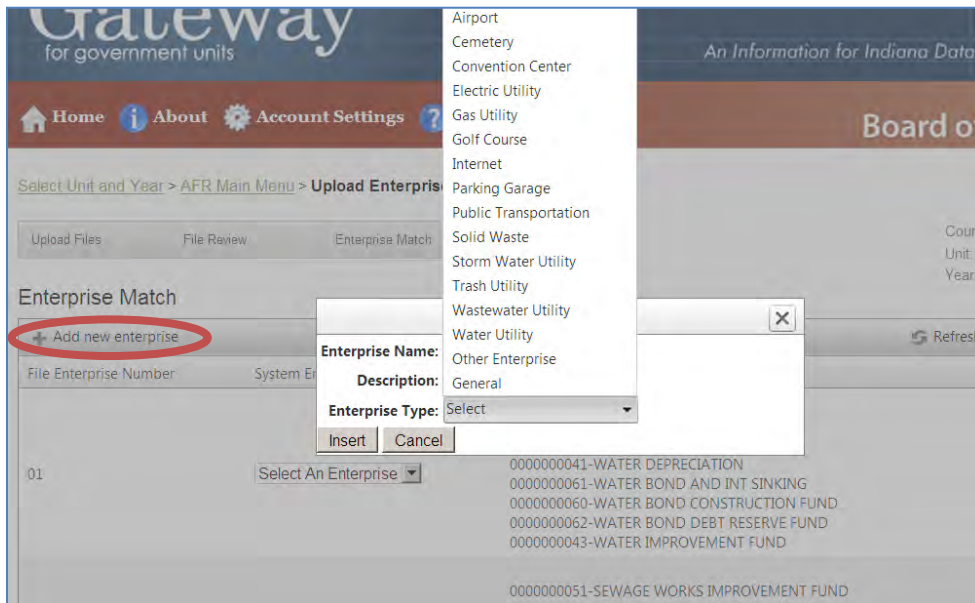 Gateway
for government units
An Information for Indiana Data
Home
About
Account Settings
?
Board of
Select Unit and Year > AFR Main Menu > Upload Enterpris
Upload Files
File Review
Enterprise Match
Coun
Unit:
Year
Enterprise Match
Add new enterprise
Refresh
File Enterprise Number
System En
Airport
Cemetery
Convention Center
Electric Utility
Gas Utility
Golf Course
Internet
Parking Garage
Public Transportation
Solid Waste
Storm Water Utility
Trash Utility
Wastewater Utility
Water Utility
Other Enterprise
General
Enterprise Name:
Description:
Enterprise Type: Select
Insert
Cancel
01
Select An Enterprise
0000000041-WATER DEPRECIATION
0000000061-WATER BOND AND INT SINKING
0000000060-WATER BOND CONSTRUCTION FUND
0000000062-WATER BOND DEBT RESERVE FUND
0000000043-WATER IMPROVEMENT FUND
0000000051-SEWAGE WORKS IMPROVEMENT FUND